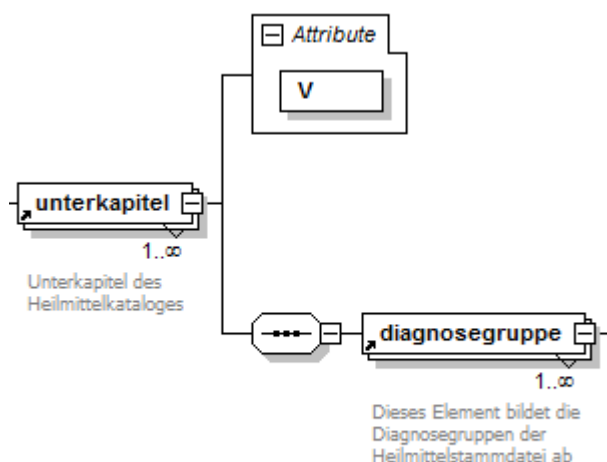 Attribute
V
unterkapitel
1..∞
Unterkapitel des
Heilmittelkataloges
diagnosegruppe
1..∞
Dieses Element bildet die
Diagnosegruppen der
Heilmittelstammdatei ab